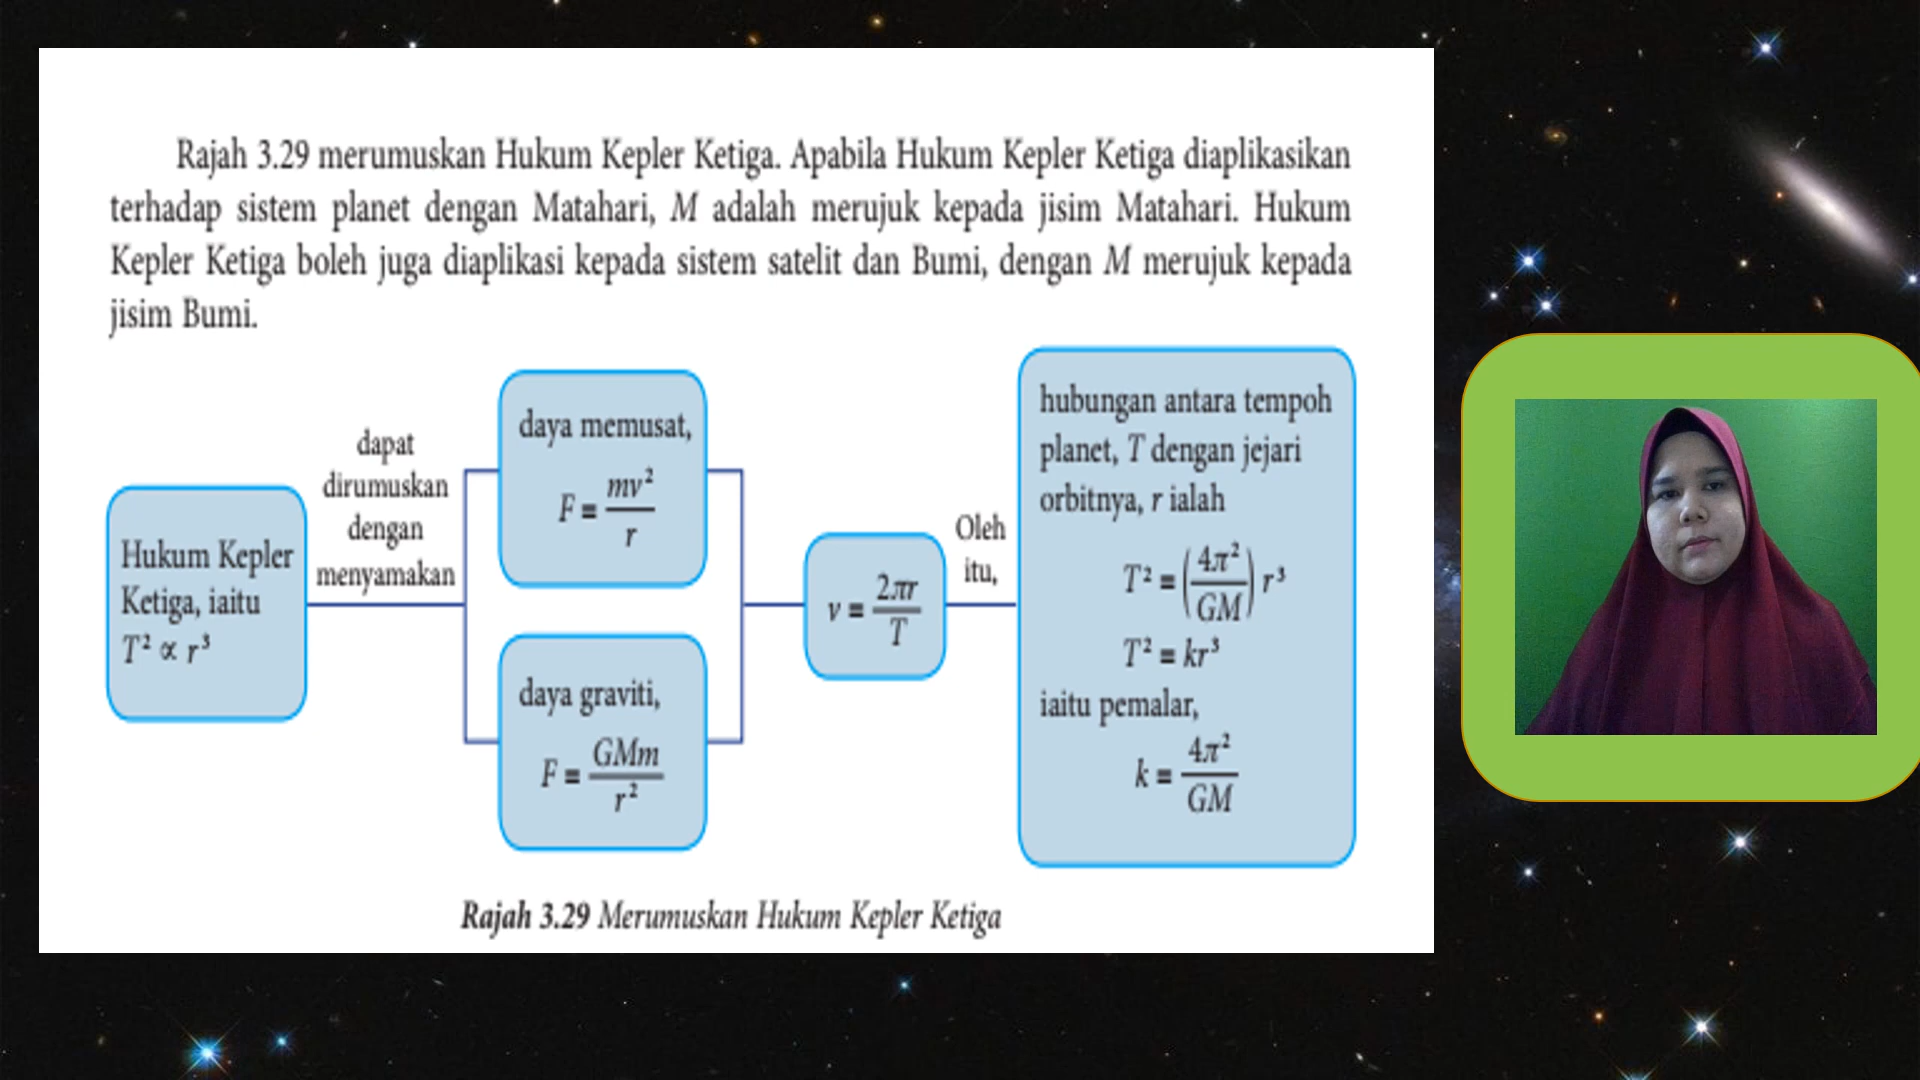 Rajah 3.29 merumuskan Hukum Kepler Ketiga. Apabila Hukum Kepler Ketiga diaplikasikan
terhadap sistem planet dengan Matahari, M adalah merujuk kepada jisim Matahari. Hukum
Kepler Ketiga boleh juga diaplikasi kepada sistem satelit dan Bumi, dengan M merujuk kepada
jisim Bumi.
Hukum Kepler
Ketiga, iaitu
T² ∝ r³
dapat
dirumuskan
dengan
menyamakan
daya memusat,
F = mv²/r
daya graviti,
F = GMm/r²
v = 2πr/T
Oleh
itu,
hubungan antara tempoh
planet, T dengan jejari
orbitnya, r ialah
T² = (4π²/GM) r³
T² = kr³
iaitu pemalar,
k = 4π²/GM
Rajah 3.29 Merumuskan Hukum Kepler Ketiga